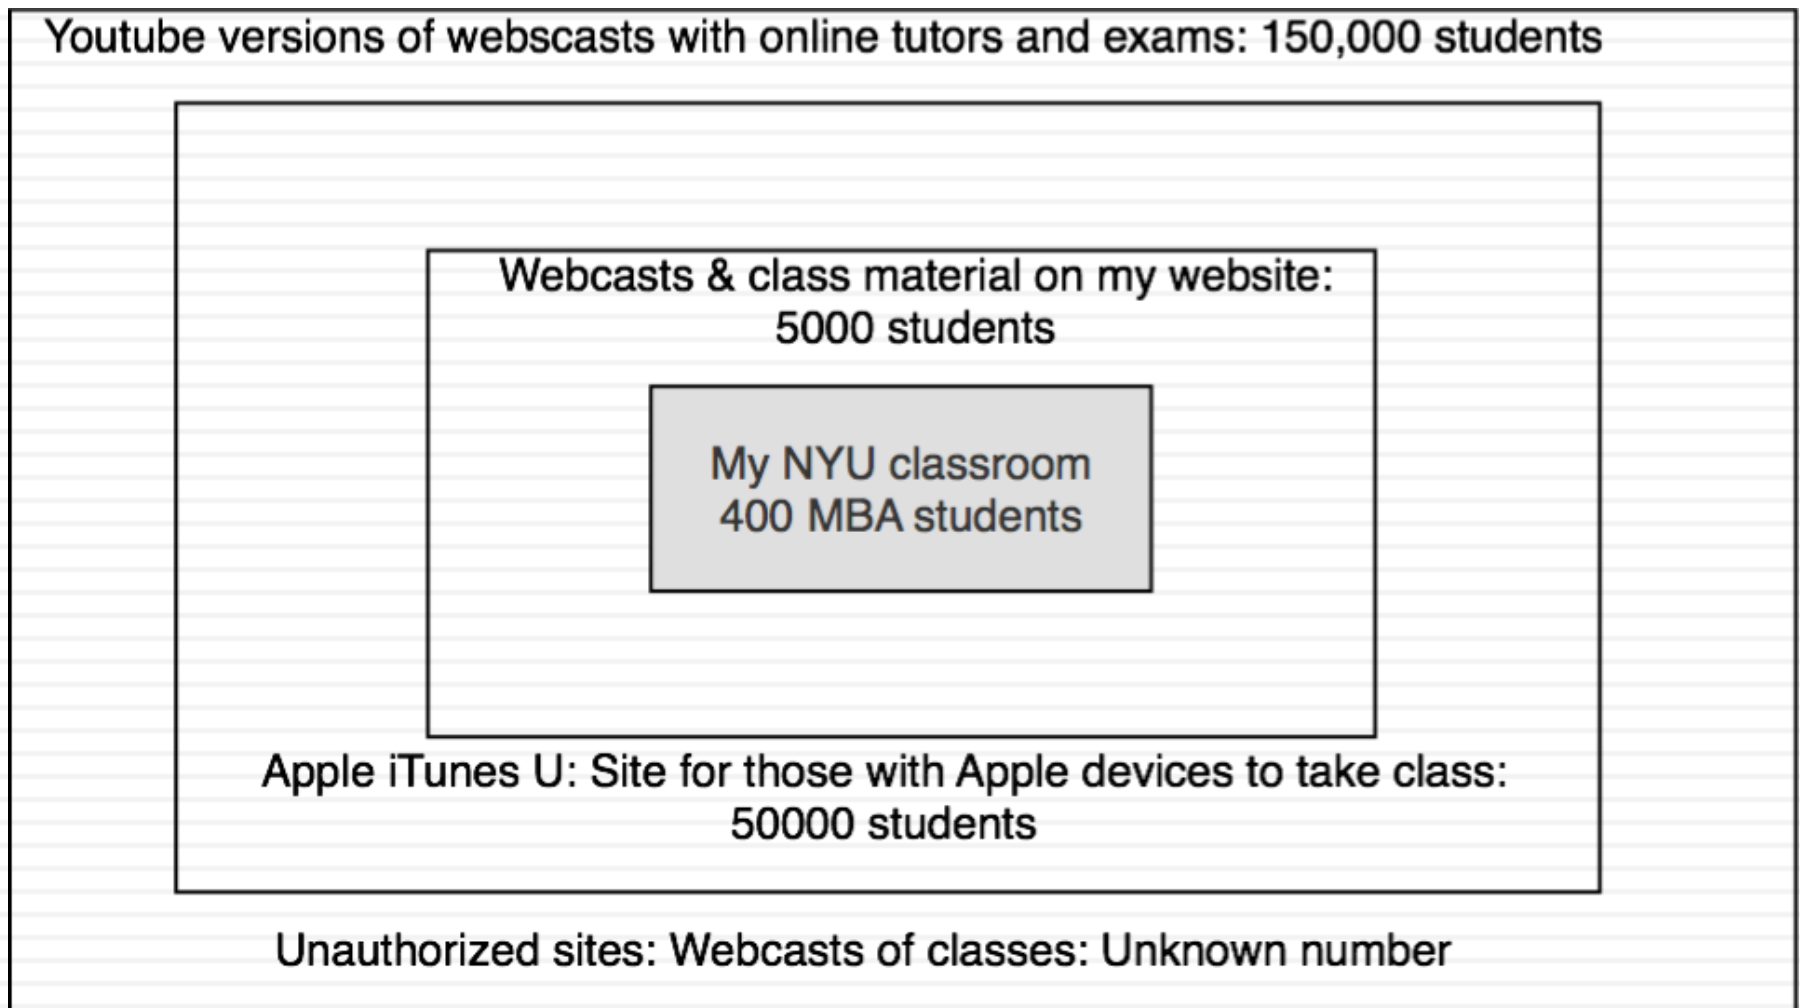 Youtube versions of webscasts with online tutors and exams: 150,000 students
Webcasts & class material on my website:
5000 students
My NYU classroom
400 MBA students
Apple iTunes U: Site for those with Apple devices to take class:
50000 students
Unauthorized sites: Webcasts of classes: Unknown number